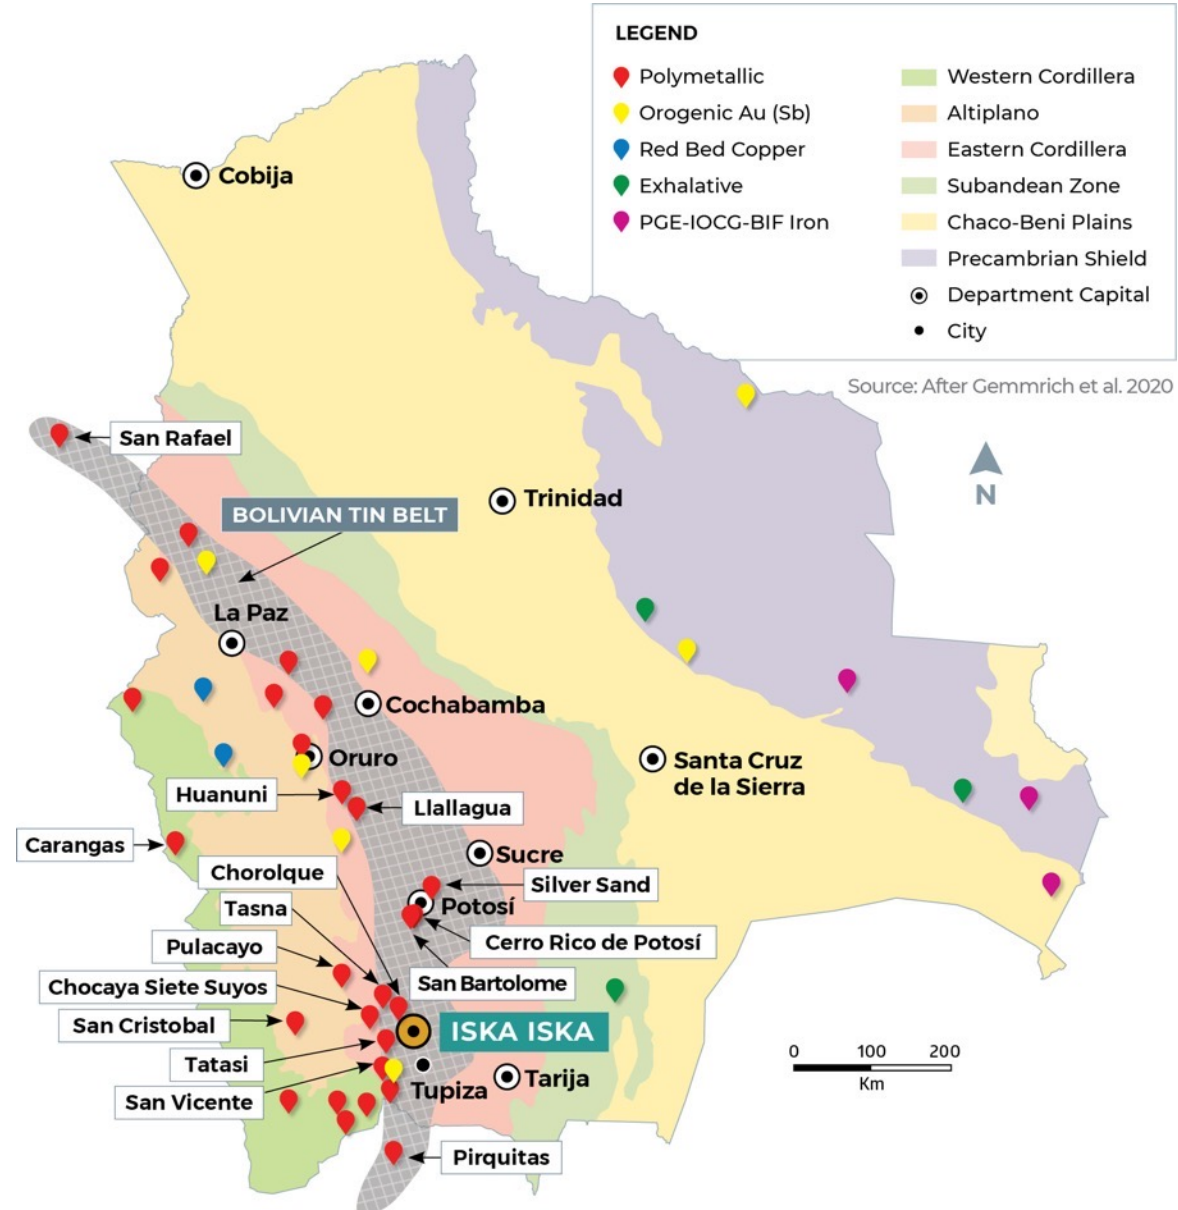 LEGEND
Polymetallic
Orogenic Au (Sb)
Red Bed Copper
Exhalative
PGE-IOCG-BIF Iron
Western Cordillera
Altiplano
Eastern Cordillera
Subandean Zone
Chaco-Beni Plains
Precambrian Shield
Department Capital
City
Source: After Gemmrich et al. 2020
N
Cobija
San Rafael
Trinidad
BOLIVIAN TIN BELT
La Paz
Cochabamba
Oruro
Santa Cruz
de la Sierra
Huanuni
Llallagua
Carangas
Sucre
Chorolque
Silver Sand
Tasna
Potosí
Cerro Rico de Potosí
Pulacayo
San Bartolome
Chocaya Siete Suyos
San Cristobal
ISKA ISKA
Tatasi
Tupiza
Tarija
San Vicente
Pirquitas
0 100 200
Km